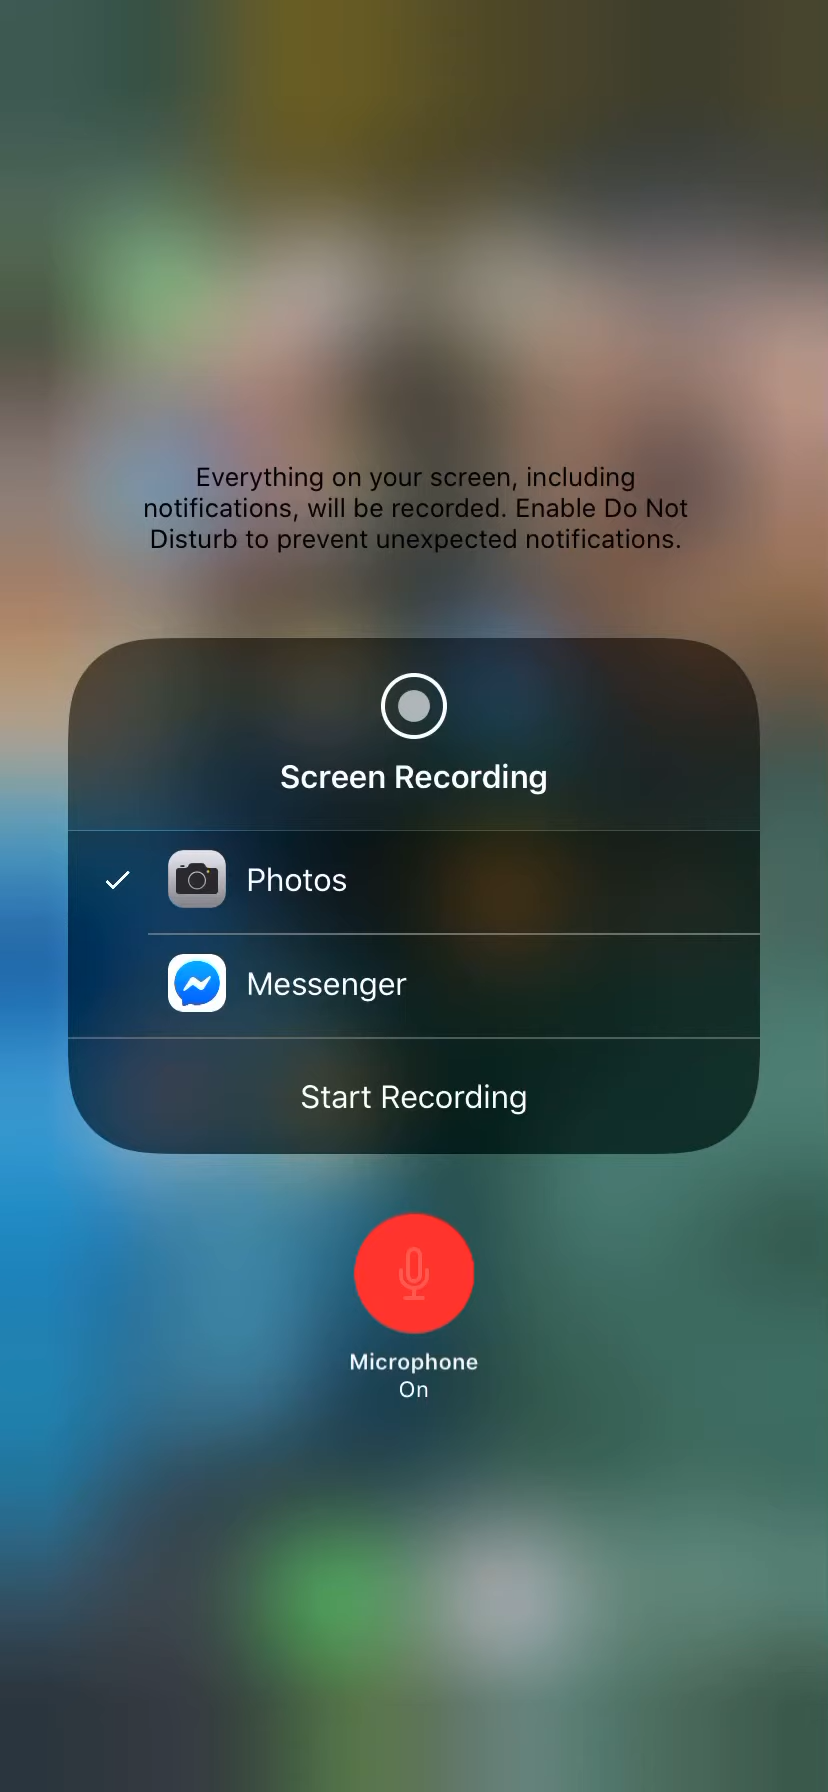 Everything on your screen, including
notifications, will be recorded. Enable Do Not
Disturb to prevent unexpected notifications.
Screen Recording
Photos
Messenger
Start Recording
Microphone
On